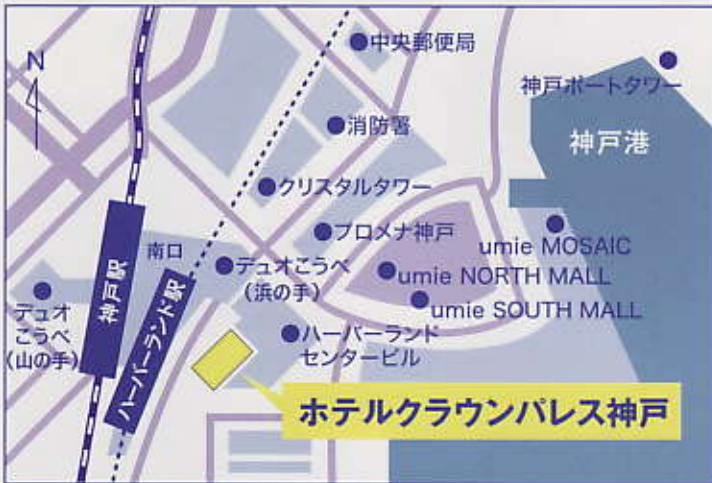 N
中央郵便局
神戸ポートタワー
消防署
神戸港
クリスタルタワー
プロメナ神戸
umie MOSAIC
南口
デュオこうべ
(浜の手)
umie NORTH MALL
umie SOUTH MALL
神戸駅
ハーバーランド駅
デュオ
こうべ
(山の手)
ハーバーランド
センタービル
ホテルクラウンパレス神戸